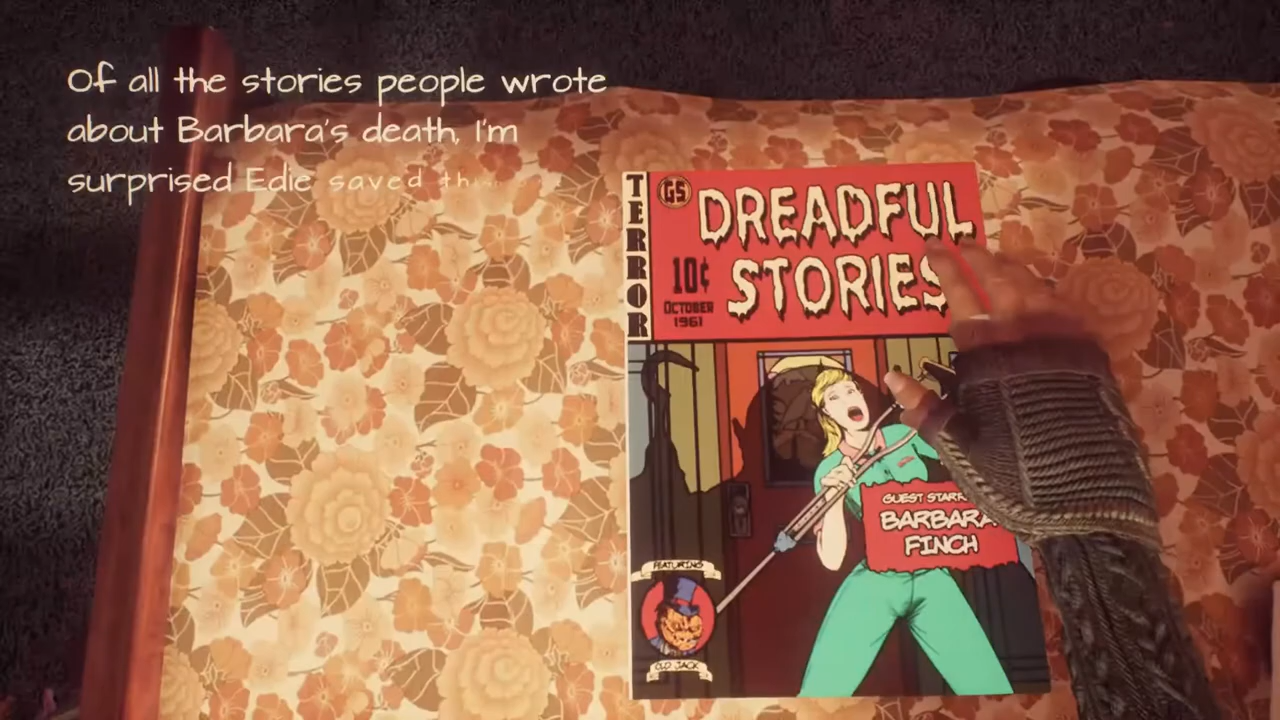 Of all the stories people wrote
about Barbara's death, I'm
surprised Edie saved this
TERROR
GS
DREADFUL
STORIES
10¢
OCTOBER
1961
GUEST STARR
BARBARA
FINCH
FEATURING
OLD JACK